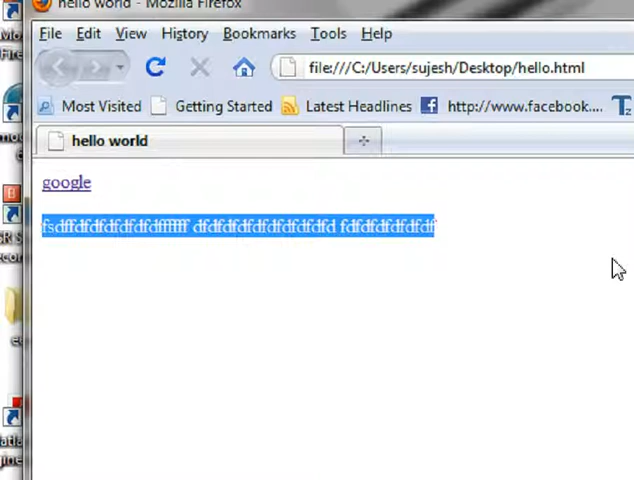 hello world - Mozilla Firefox
File Edit View History Bookmarks Tools Help
file:///C:/Users/sujesh/Desktop/hello.html
Most Visited Getting Started Latest Headlines http://www.facebook....
hello world
google